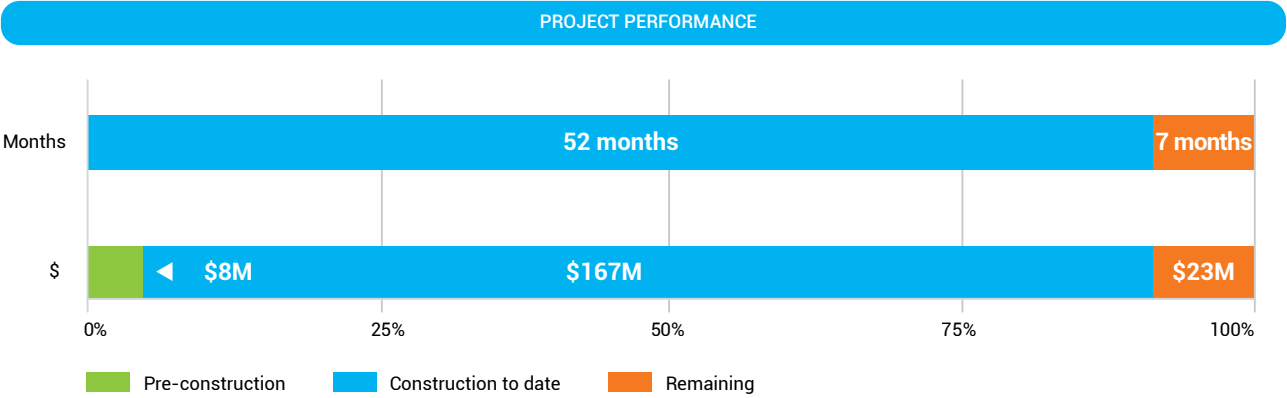 PROJECT PERFORMANCE
Months
52 months
7 months
$
$8M
$167M
$23M
0%
25%
50%
75%
100%
Pre-construction
Construction to date
Remaining